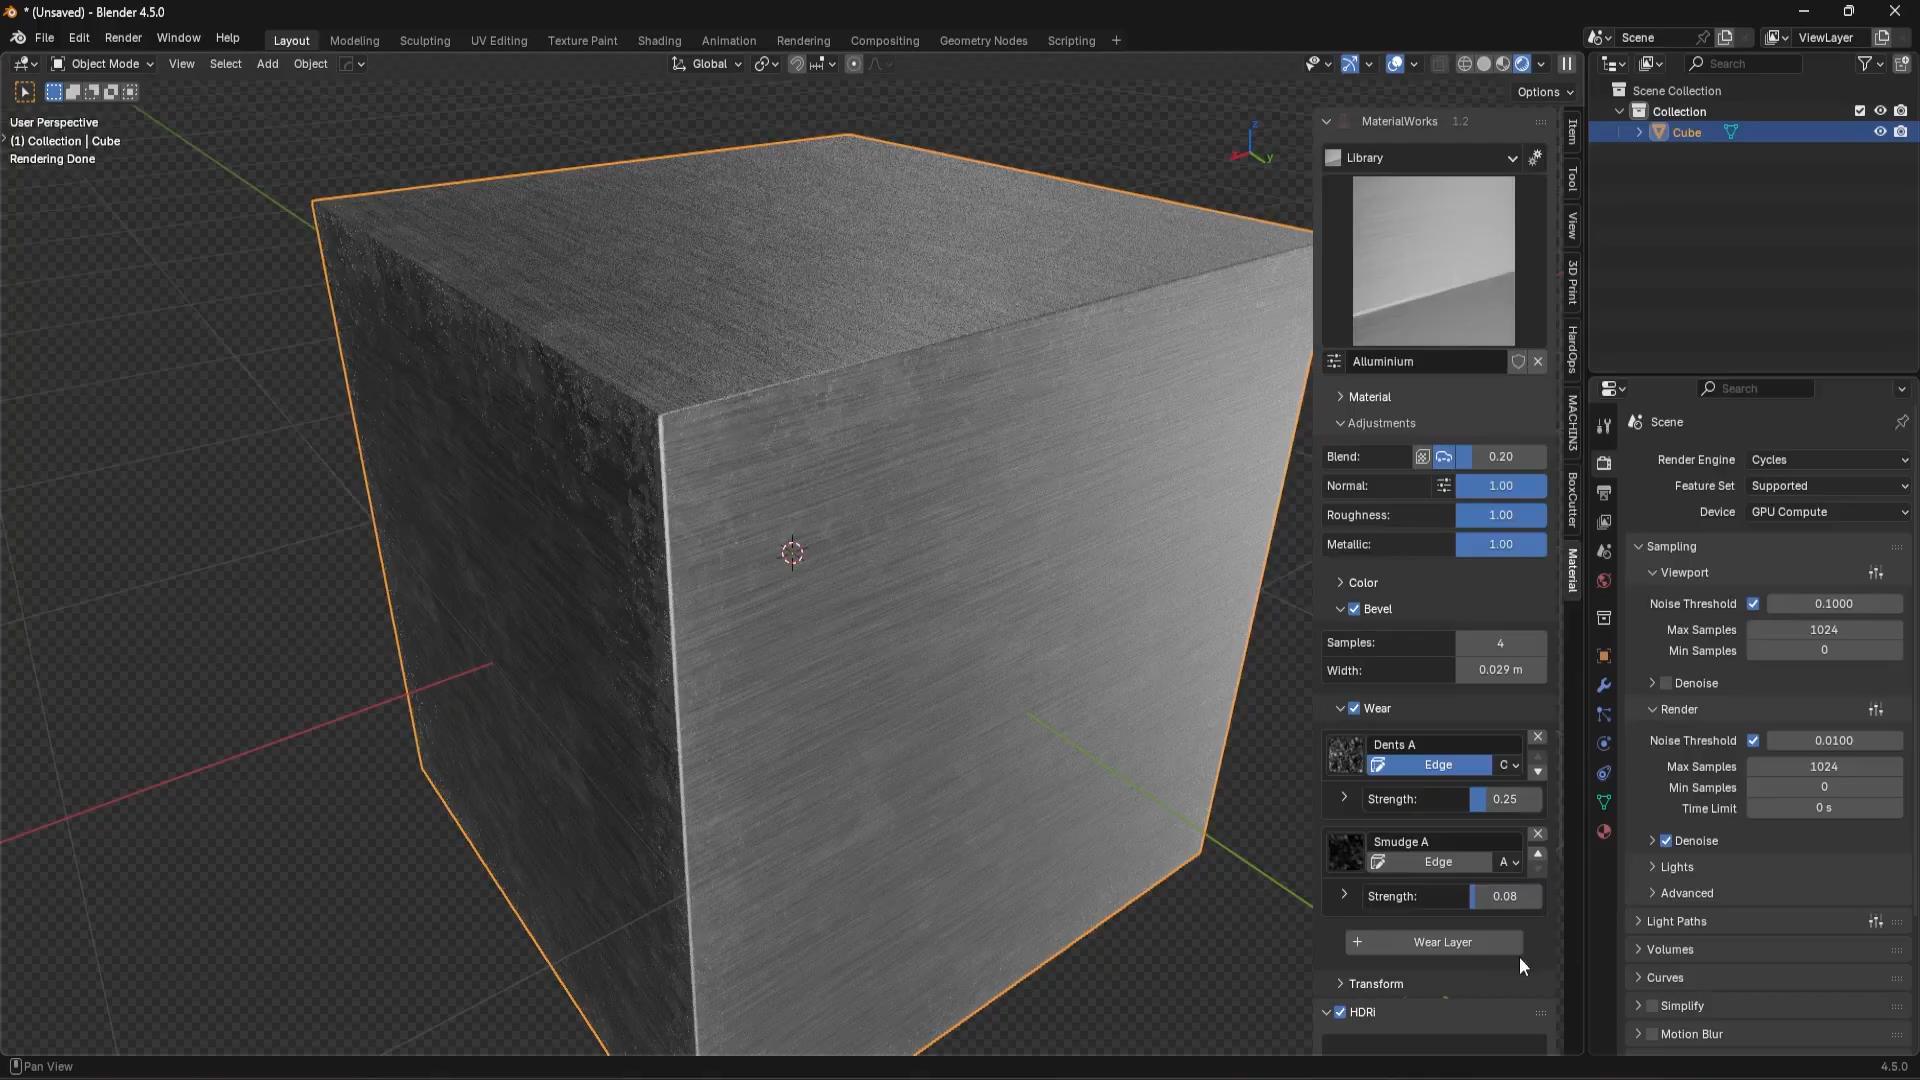 * (Unsaved) - Blender 4.5.0
File Edit Render Window Help
Layout Modeling Sculpting UV Editing Texture Paint Shading Animation Rendering Compositing Geometry Nodes Scripting +
Scene
ViewLayer
Object Mode View Select Add Object
Global
Options
User Perspective
(1) Collection | Cube
Rendering Done
z
y
MaterialWorks 1.2
Library
Alluminium
Material
Adjustments
Blend: 0.20
Normal: 1.00
Roughness: 1.00
Metallic: 1.00
Color
Bevel
Samples: 4
Width: 0.029 m
Wear
Dents A
Edge C
Strength: 0.25
Smudge A
Edge A
Strength: 0.08
+ Wear Layer
Transform
HDRi
Item
Tool
View
3D Print
HardOps
MACHIN3
BoxCutter
Material
Search
Scene Collection
Collection
Cube
Search
Scene
Render Engine Cycles
Feature Set Supported
Device GPU Compute
Sampling
Viewport
Noise Threshold 0.1000
Max Samples 1024
Min Samples 0
Denoise
Render
Noise Threshold 0.0100
Max Samples 1024
Min Samples 0
Time Limit 0 s
Denoise
Lights
Advanced
Light Paths
Volumes
Curves
Simplify
Motion Blur
Pan View
4.5.0